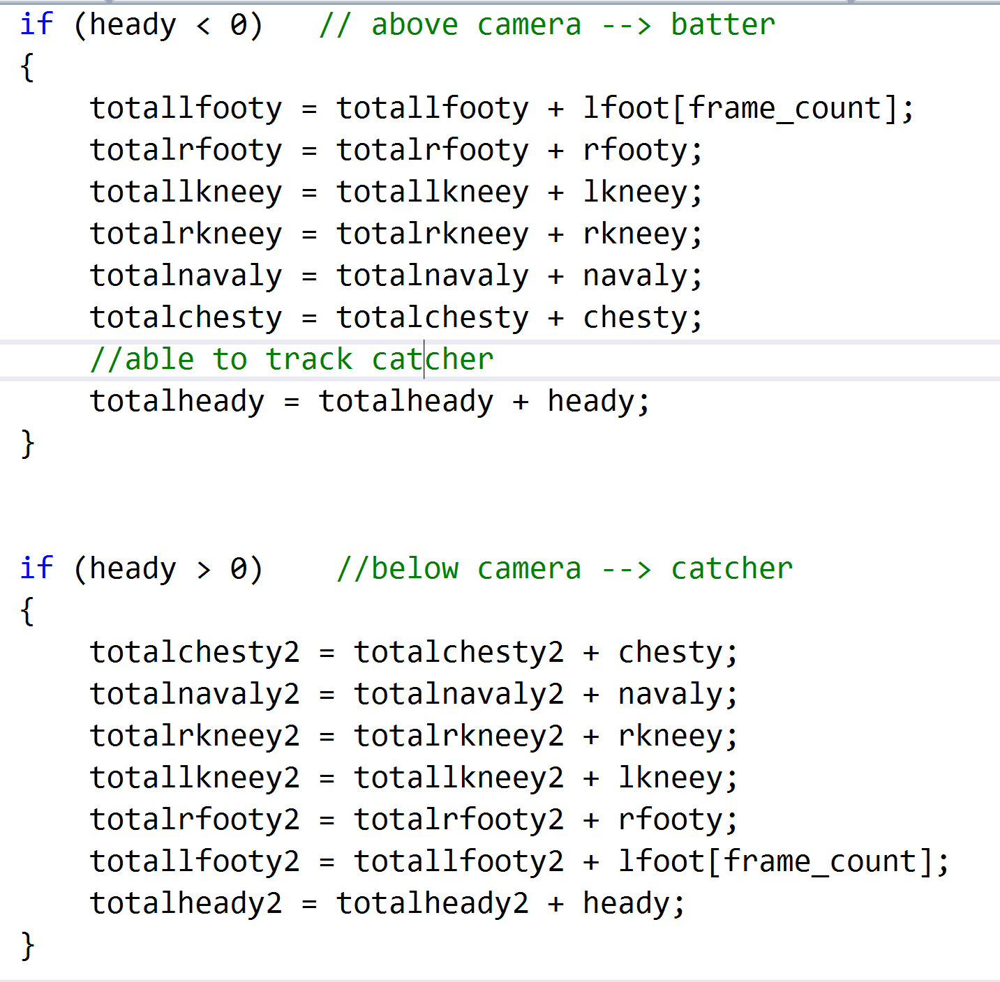 if (heady < 0)   // above camera --> batter
{
    totallfooty = totallfooty + lfoot[frame_count];
    totalrfooty = totalrfooty + rfooty;
    totallkneey = totallkneey + lkneey;
    totalrkneey = totalrkneey + rkneey;
    totalnavaly = totalnavaly + navaly;
    totalchesty = totalchesty + chesty;
    //able to track catcher
    totalheady = totalheady + heady;
}
if (heady > 0)    //below camera --> catcher
{
    totalchesty2 = totalchesty2 + chesty;
    totalnavaly2 = totalnavaly2 + navaly;
    totalrkneey2 = totalrkneey2 + rkneey;
    totallkneey2 = totallkneey2 + lkneey;
    totalrfooty2 = totalrfooty2 + rfooty;
    totallfooty2 = totallfooty2 + lfoot[frame_count];
    totalheady2 = totalheady2 + heady;
}